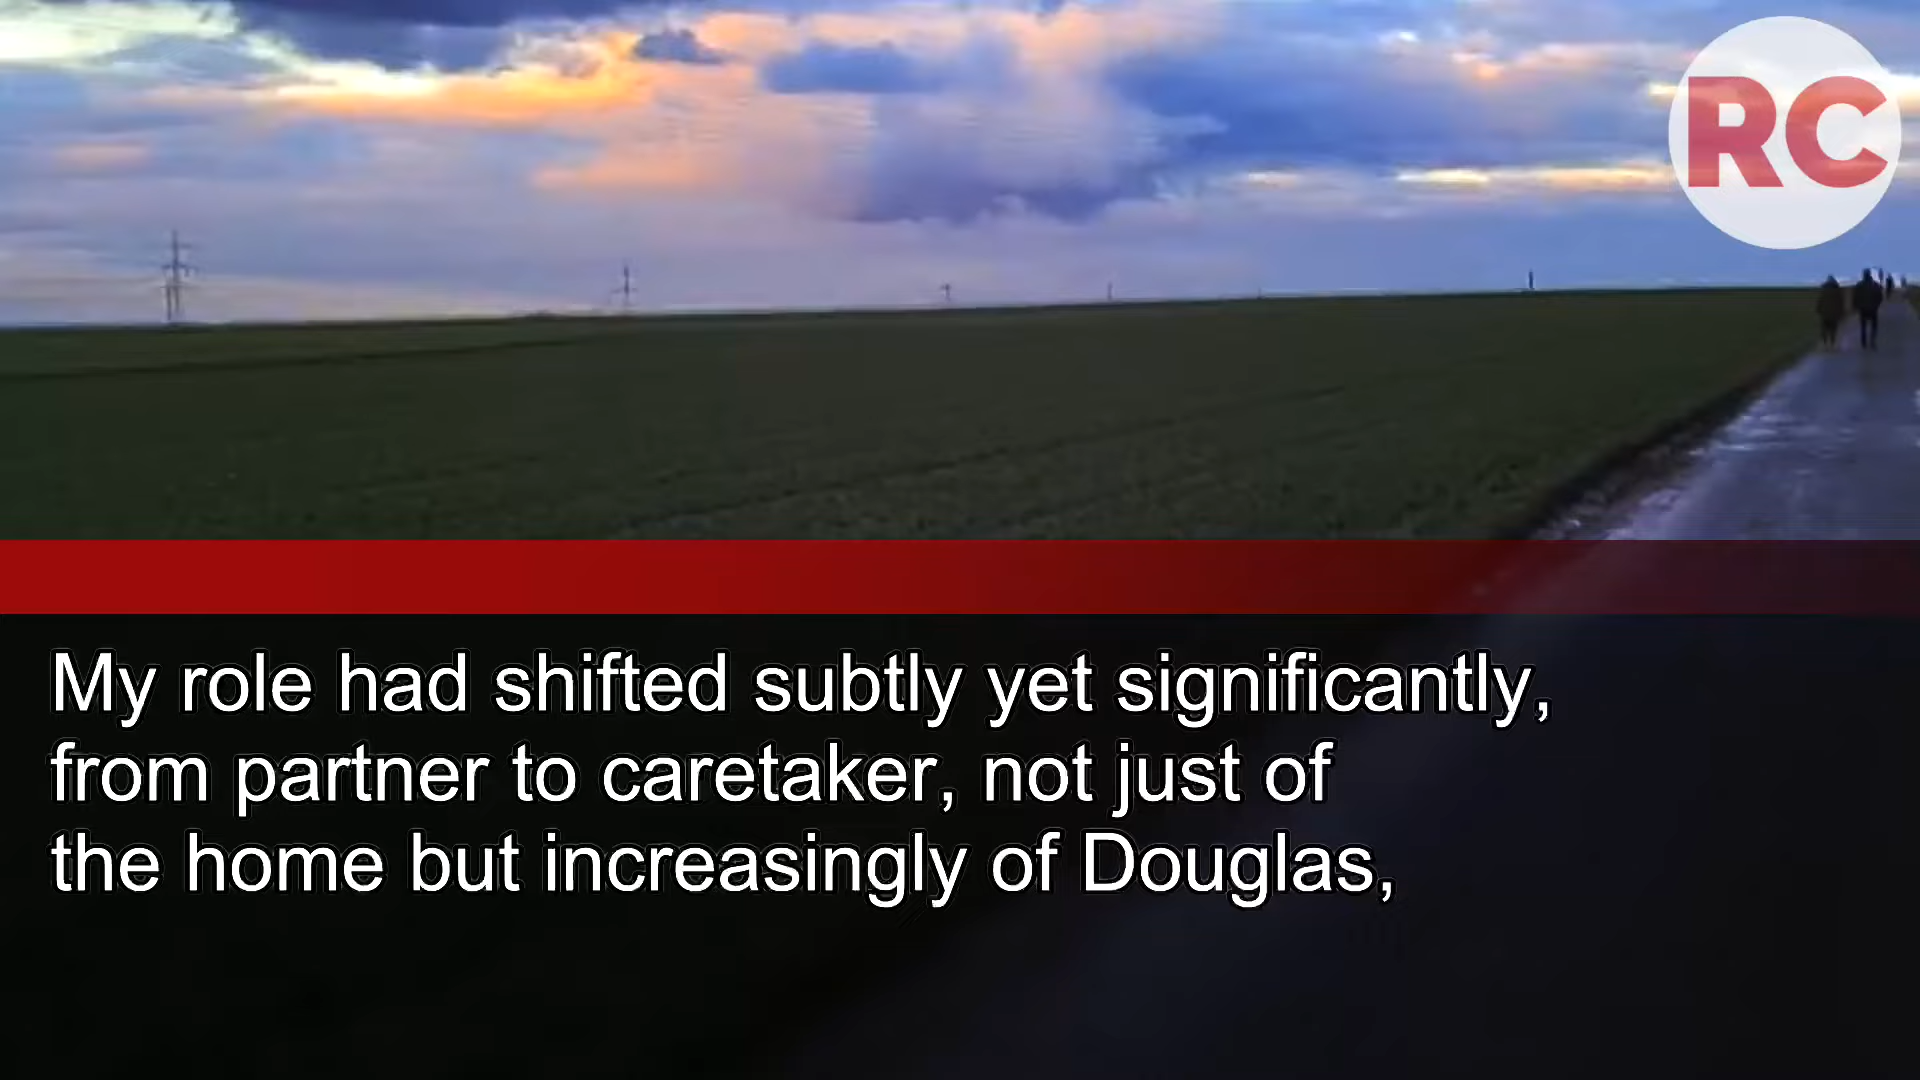 RC
My role had shifted subtly yet significantly,
from partner to caretaker, not just of
the home but increasingly of Douglas,